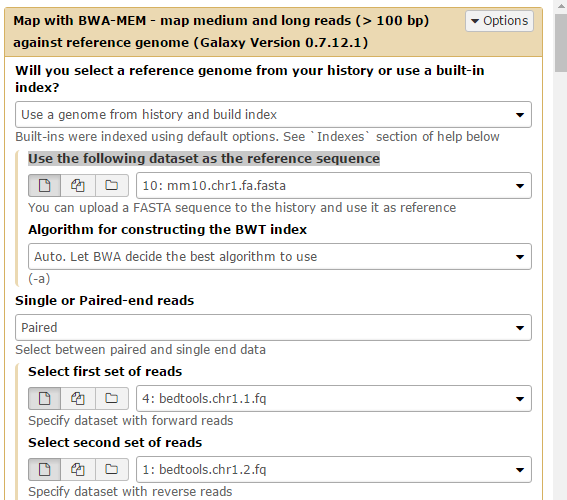 Map with BWA-MEM - map medium and long reads (> 100 bp)
against reference genome (Galaxy Version 0.7.12.1)
Options
Will you select a reference genome from your history or use a built-in
index?
Use a genome from history and build index
Built-ins were indexed using default options. See `Indexes` section of help below
Use the following dataset as the reference sequence
10: mm10.chr1.fa.fasta
You can upload a FASTA sequence to the history and use it as reference
Algorithm for constructing the BWT index
Auto. Let BWA decide the best algorithm to use
(-a)
Single or Paired-end reads
Paired
Select between paired and single end data
Select first set of reads
4: bedtools.chr1.1.fq
Specify dataset with forward reads
Select second set of reads
1: bedtools.chr1.2.fq
Specify dataset with reverse reads